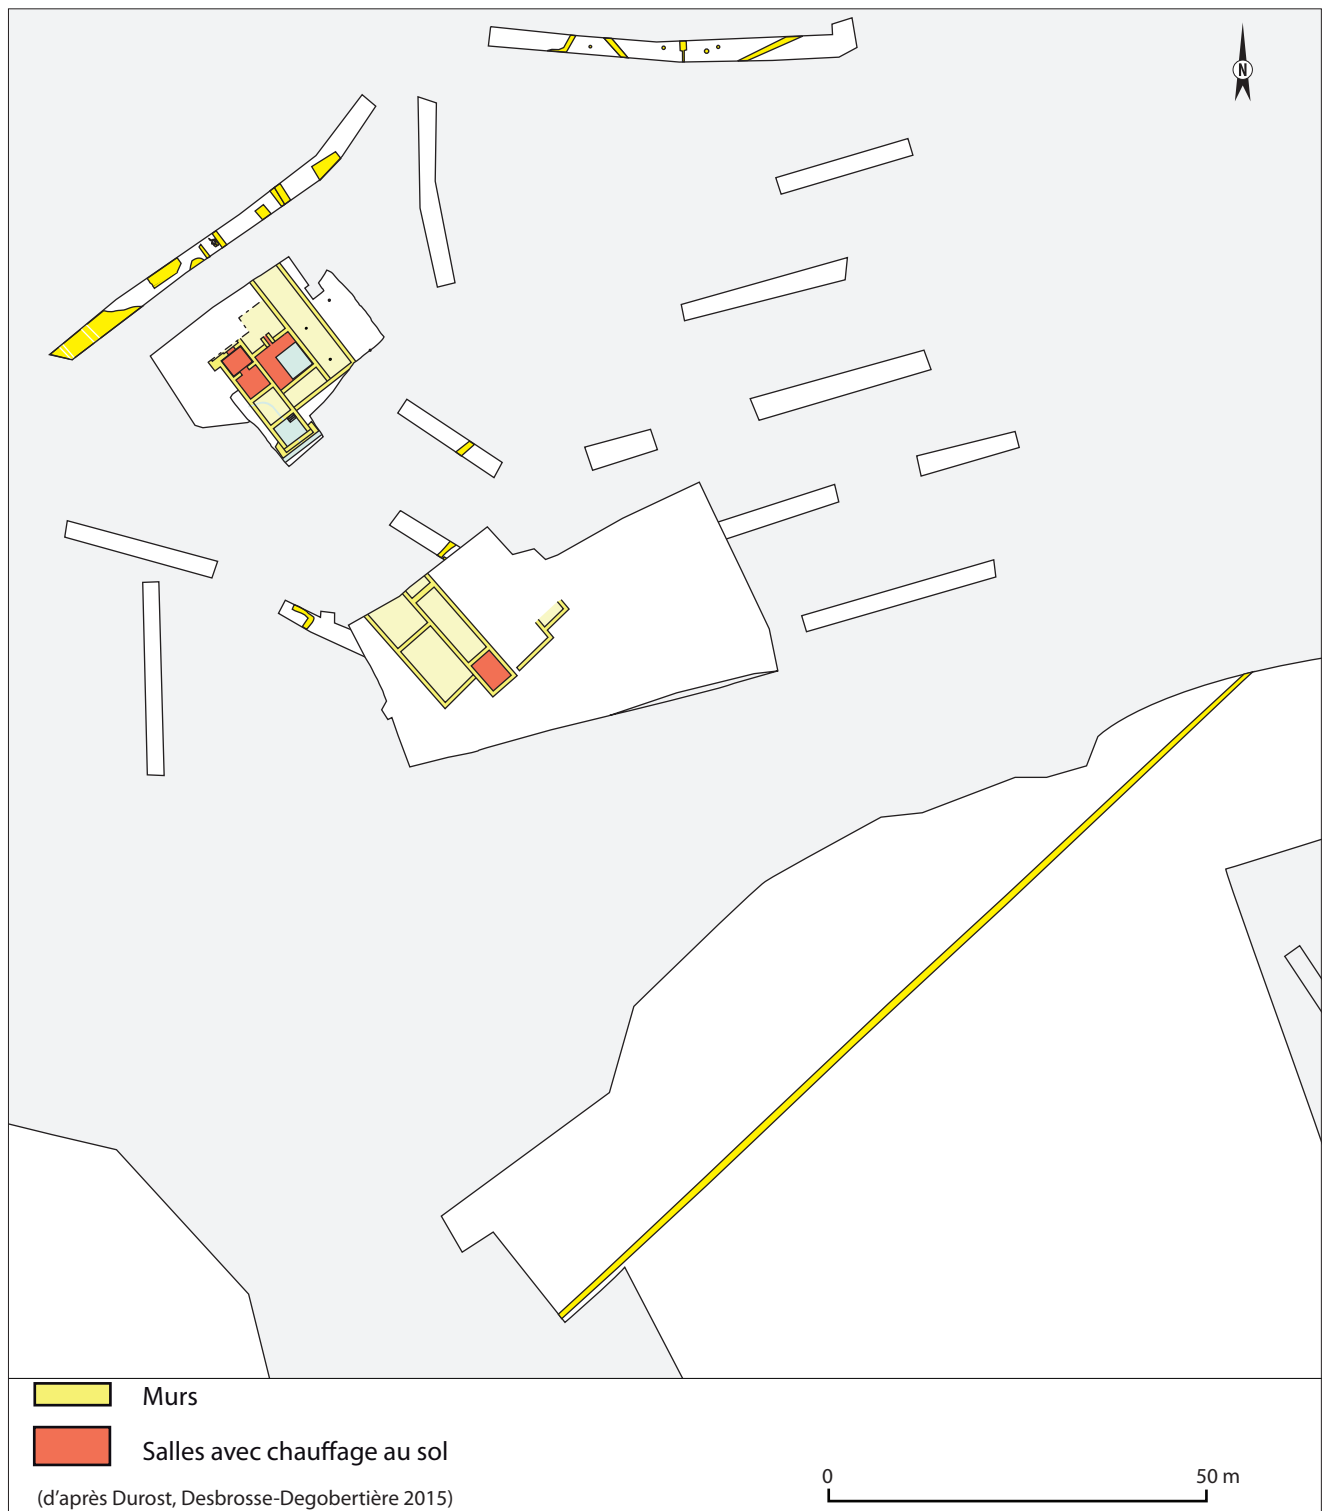 N
Murs
Salles avec chauffage au sol
(d'après Durost, Desbrosse-Degobertière 2015)
0 50 m